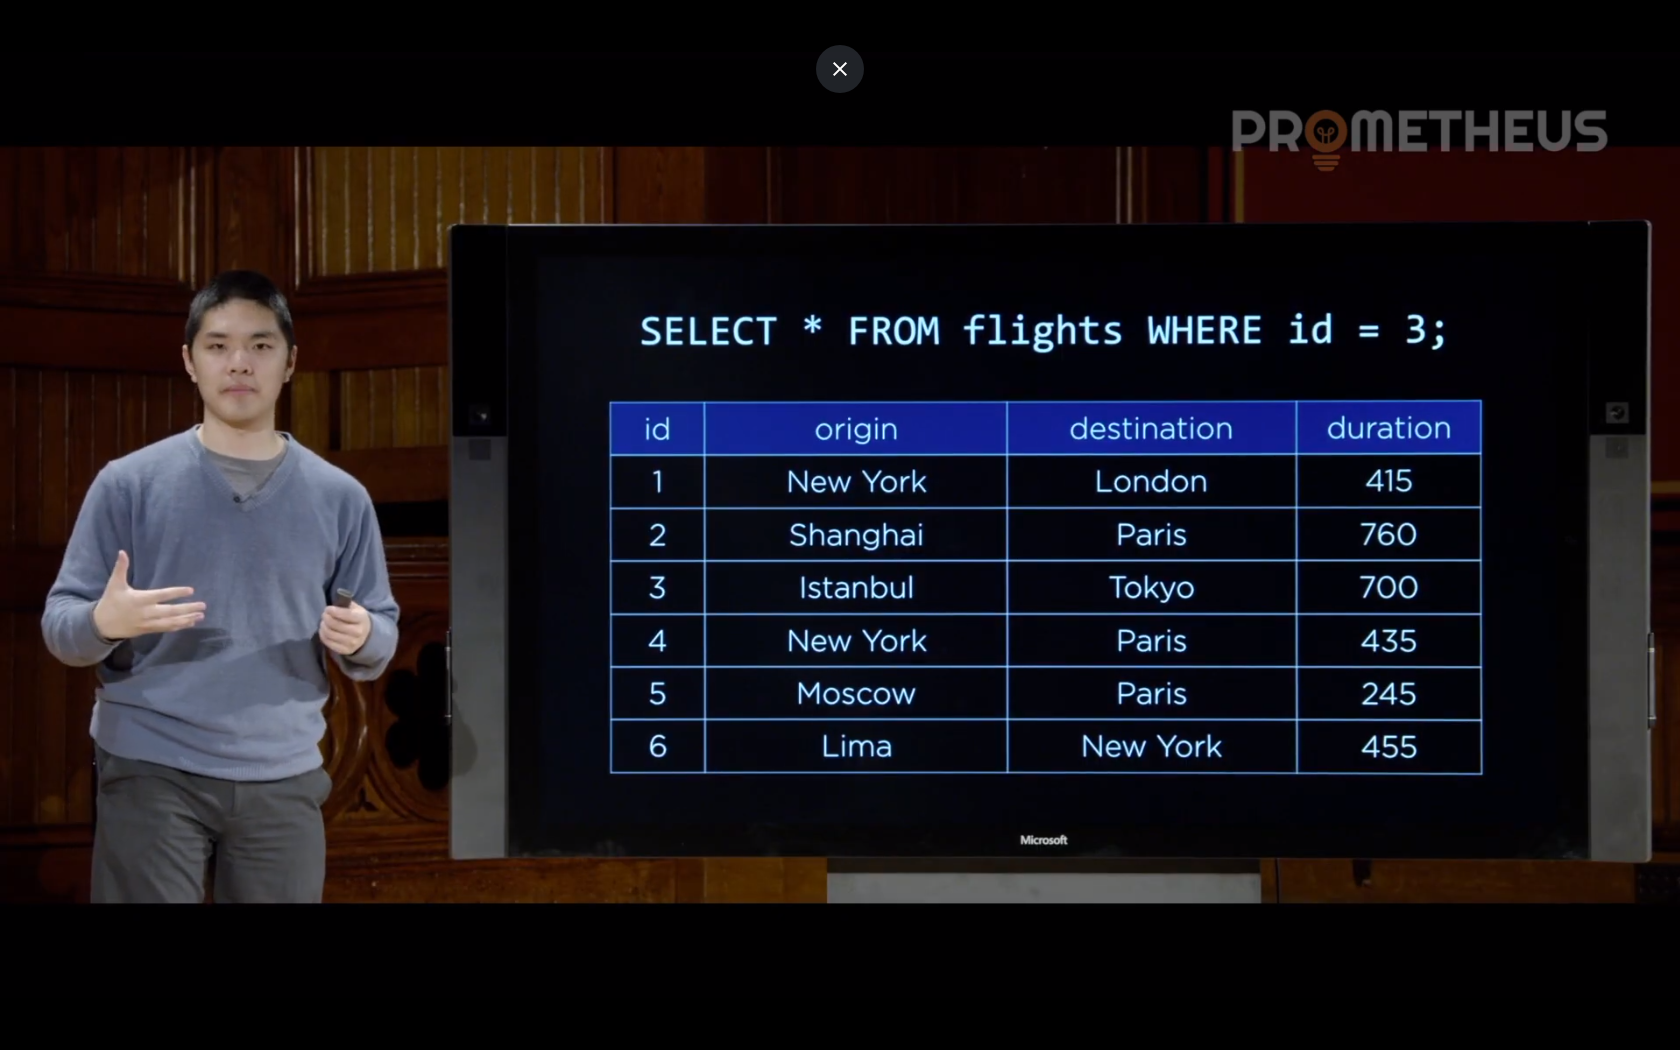 PROMETHEUS
SELECT * FROM flights WHERE id = 3;
id origin destination duration
1 New York London 415
2 Shanghai Paris 760
3 Istanbul Tokyo 700
4 New York Paris 435
5 Moscow Paris 245
6 Lima New York 455
Microsoft